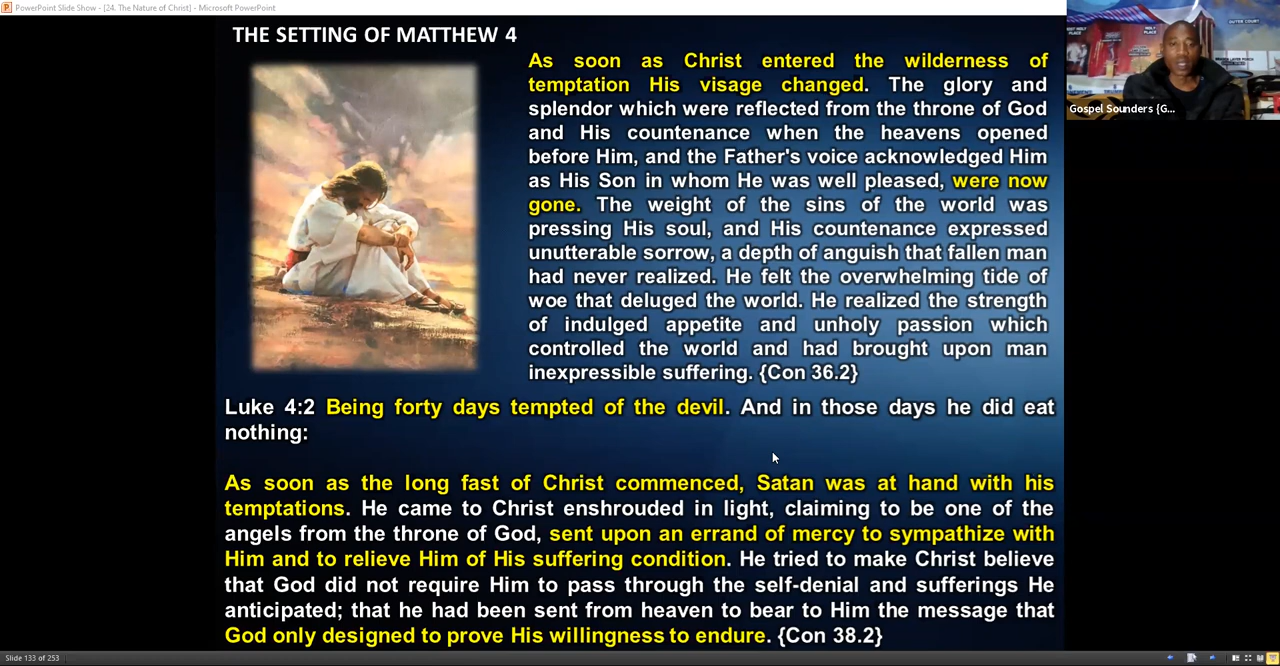 PowerPoint Slide Show - [24. The Nature of Christ] - Microsoft PowerPoint
THE SETTING OF MATTHEW 4
As soon as Christ entered the wilderness of
temptation His visage changed. The glory and
splendor which were reflected from the throne of God
and His countenance when the heavens opened
before Him, and the Father's voice acknowledged Him
as His Son in whom He was well pleased, were now
gone. The weight of the sins of the world was
pressing His soul, and His countenance expressed
unutterable sorrow, a depth of anguish that fallen man
had never realized. He felt the overwhelming tide of
woe that deluged the world. He realized the strength
of indulged appetite and unholy passion which
controlled the world and had brought upon man
inexpressible suffering. {Con 36.2}
Luke 4:2 Being forty days tempted of the devil. And in those days he did eat
nothing:
As soon as the long fast of Christ commenced, Satan was at hand with his
temptations. He came to Christ enshrouded in light, claiming to be one of the
angels from the throne of God, sent upon an errand of mercy to sympathize with
Him and to relieve Him of His suffering condition. He tried to make Christ believe
that God did not require Him to pass through the self-denial and sufferings He
anticipated; that he had been sent from heaven to bear to Him the message that
God only designed to prove His willingness to endure. {Con 38.2}
OUTER COURT
HOLY
PLACE
Gospel Sounders {G...
Slide 133 of 253